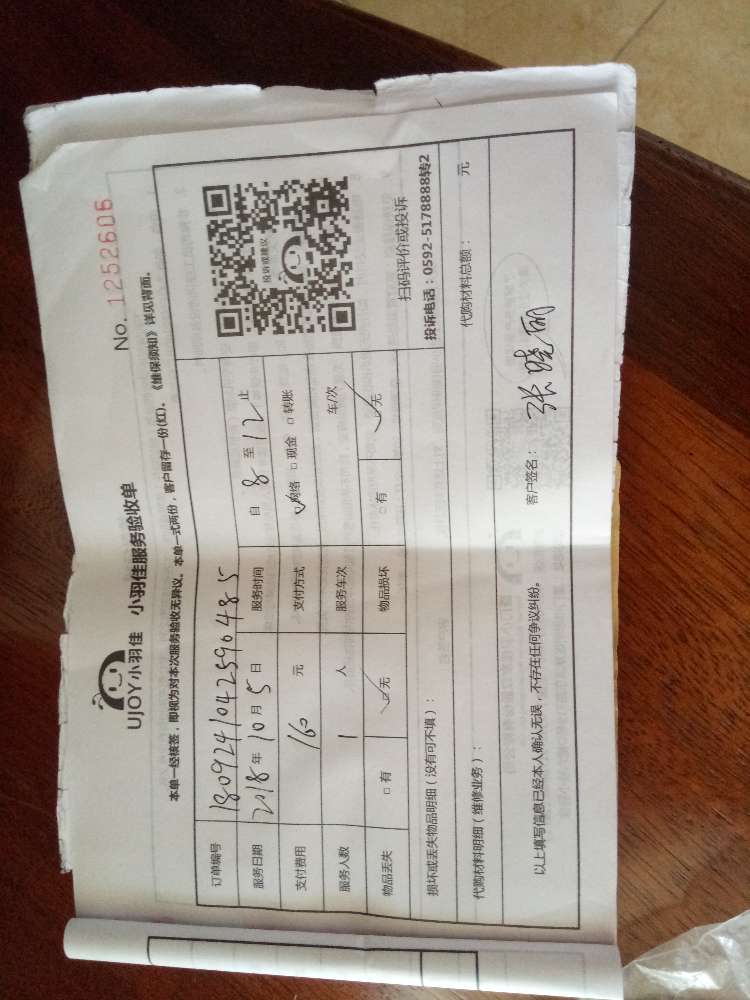 No. 1252606
UJOY小羽佳 小羽佳服务验收单
本单一经核签，即视为对本次服务验收无异议。本单一式两份，客户留存一份(红)。《维保须知》详见背面。
订单编号 180924104259048 5
服务日期 2018年 10月 5日 服务时间 自 8 至 12 止
支付费用 160 元 支付方式 ☑网络 □现金 □转账
服务人数 1 人 服务车次 车/次
物品丢失 □有 ☑无 物品损坏 □有 ☑无
投诉或建议
扫码评价或投诉
投诉电话：0592-5178888转2
损坏或丢失物品明细（没有可不填）：
代购材料明细（维修业务）： 代购材料总额： 元
以上填写信息已经本人确认无误，不存在任何争议纠纷。 客户签名： 张晓丽